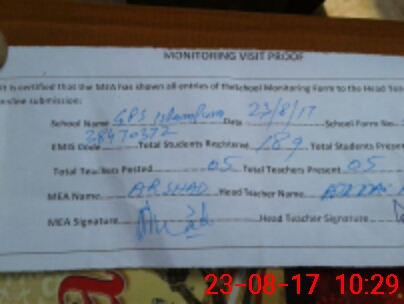 MONITORING VISIT PROOF
It is certified that the MEA has shown all entries of the School Monitoring Form to the Head
online submission:
School Name GPS Islampura Date 23/8/17 School Form No.
EMIS Code 38470372 Total Students Registered 189 Total Students Present
Total Teachers Posted 05 Total Teachers Present 05
MEA Name ARSHAD Head Teacher Name
MEA Signature Head Teacher Signature
23-08-17 10:29